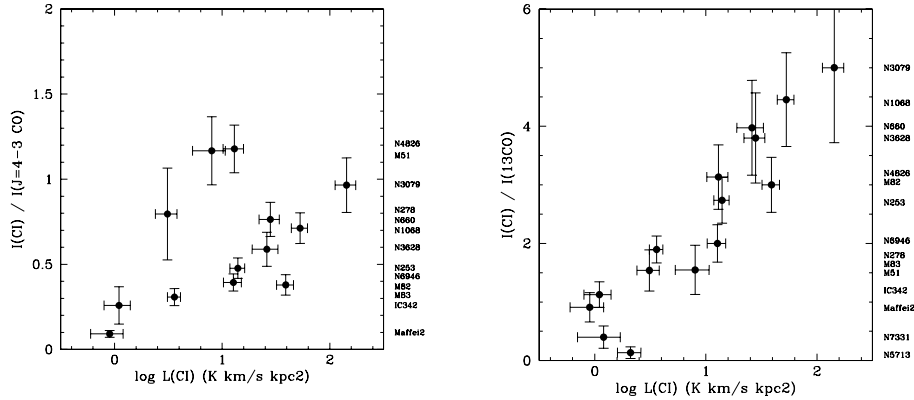 2
1.5
1
0.5
0
0
1
2
I(CI) / I(J=4-3 CO)
log L(CI) (K km/s kpc2)
N4826
M51
N3079
N278
N660
N1068
N3628
N253
N6946
M82
M83
IC342
Maffei2
6
4
2
0
0
1
2
I(CI) / I(13CO)
log L(CI) (K km/s kpc2)
N3079
N1068
N660
N3628
N4826
M82
N253
N6946
N278
M83
M51
IC342
Maffei2
N7331
N5713